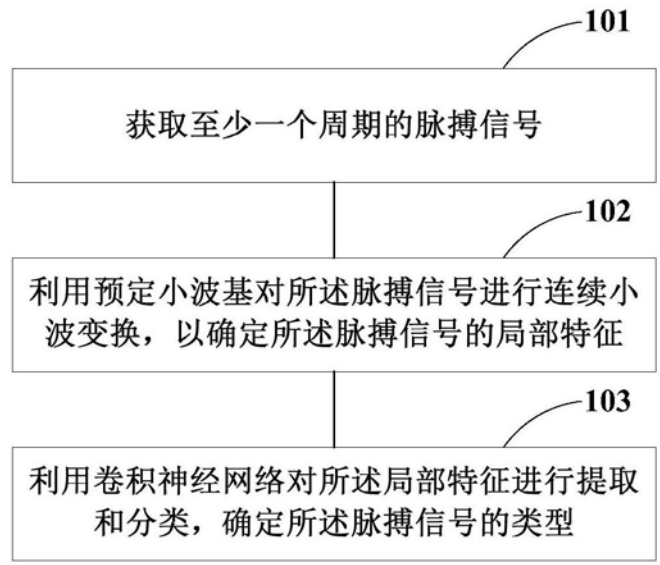 101
获取至少一个周期的脉搏信号
102
利用预定小波基对所述脉搏信号进行连续小
波变换，以确定所述脉搏信号的局部特征
103
利用卷积神经网络对所述局部特征进行提取
和分类，确定所述脉搏信号的类型